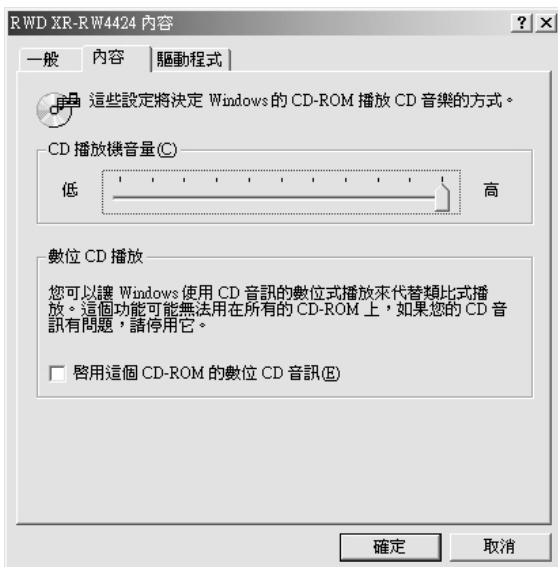 RWD XR-RW4424 內容
一般 內容 驅動程式
這些設定將決定 Windows 的 CD-ROM 播放 CD 音樂的方式。
CD 播放機音量(C)
低 高
數位 CD 播放
您可以讓 Windows 使用 CD 音訊的數位式播放來代替類比式播
放。這個功能可能無法用在所有的 CD-ROM 上，如果您的 CD 音
訊有問題，請停用它。
啓用這個 CD-ROM 的數位 CD 音訊(E)
確定 取消